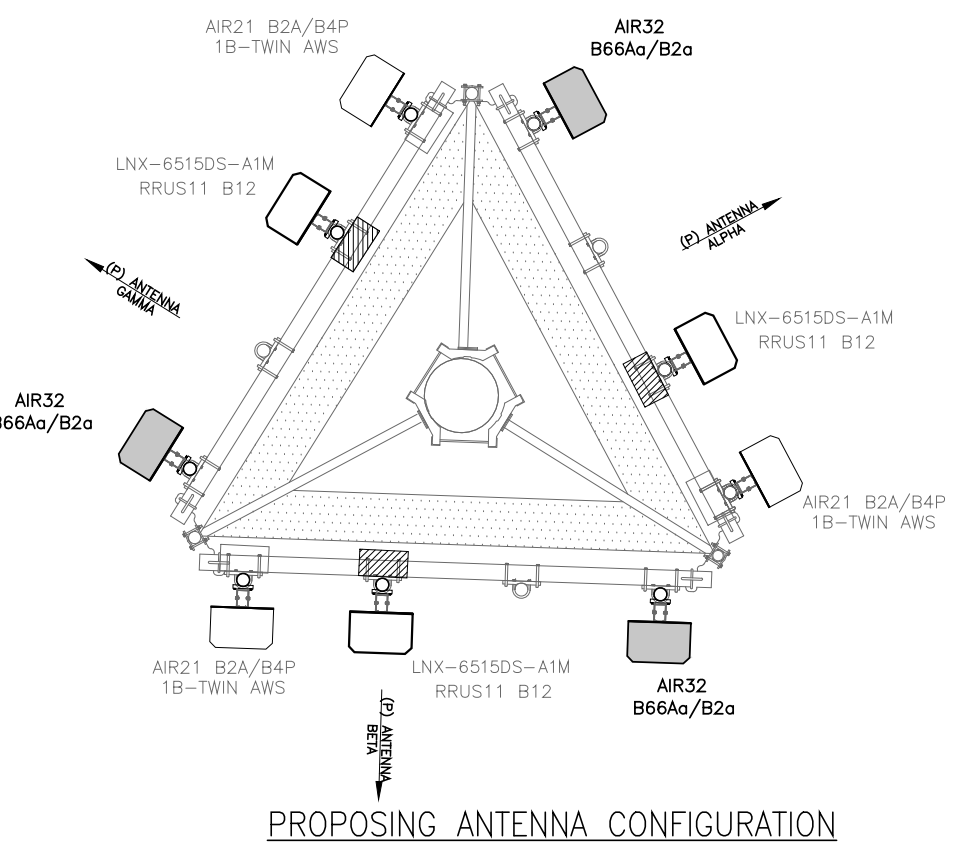 AIR21 B2A/B4P
1B-TWIN AWS
AIR32
B66Aa/B2a
LNX-6515DS-A1M
RRUS11 B12
(P) ANTENNA
ALPHA
(P) ANTENNA
GAMMA
LNX-6515DS-A1M
RRUS11 B12
AIR32
B66Aa/B2a
AIR21 B2A/B4P
1B-TWIN AWS
AIR21 B2A/B4P
1B-TWIN AWS
LNX-6515DS-A1M
RRUS11 B12
AIR32
B66Aa/B2a
(P) ANTENNA
BETA
PROPOSING ANTENNA CONFIGURATION